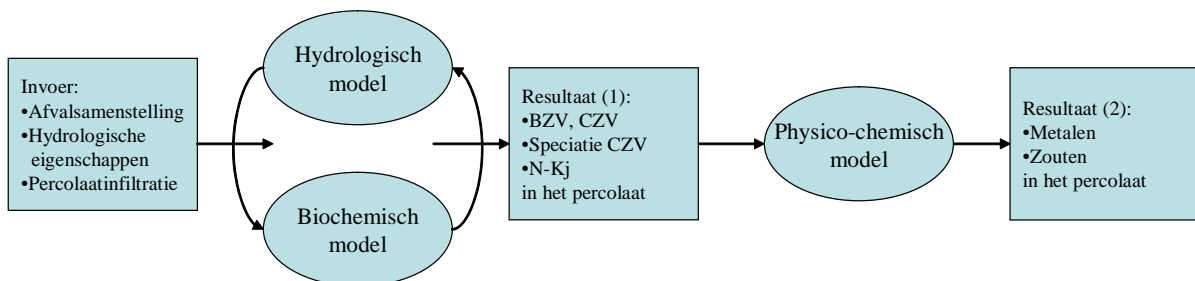 Invoer:
•Afvalsamenstelling
•Hydrologische
eigenschappen
•Percolaatinfiltratie
Hydrologisch
model
Biochemisch
model
Resultaat (1):
•BZV, CZV
•Speciatie CZV
•N-Kj
in het percolaat
Physico-chemisch
model
Resultaat (2):
•Metalen
•Zouten
in het percolaat